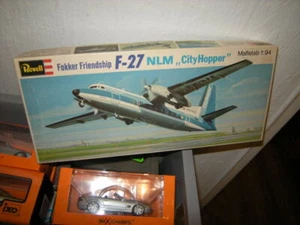 Revell
Fokker Friendship F-27 NLM „CityHopper"
Maßstab 1:94